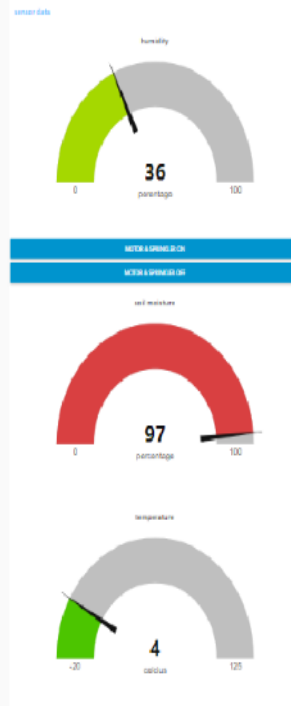 sensor data
humidity
36
0
100
percentage
MOTOR & SPRINKLER ON
MOTOR & SPRINKLER OFF
soil moisture
97
0
100
percentage
temperature
4
-20
125
celcius